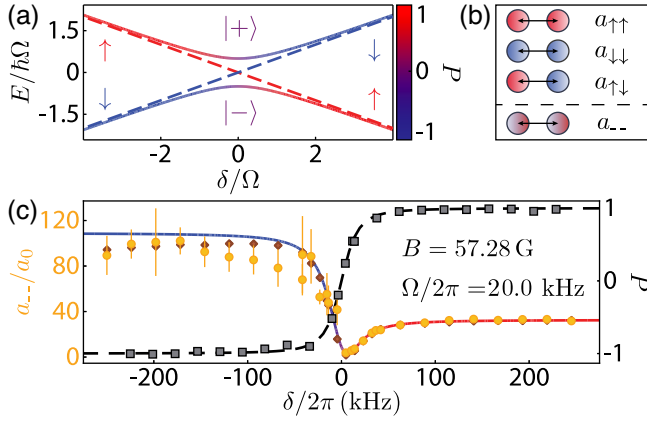 (a)
E/ħΩ
1.5
0
-1.5
|+⟩
|−⟩
↑
↓
↓
↑
-2
0
2
δ/Ω
1
0
-1
P
(b)
a↑↑
a↓↓
a↑↓
a--
(c)
a--/a0
120
80
40
0
B = 57.28 G
Ω/2π = 20.0 kHz
1
0
-1
P
-200
-100
0
100
200
δ/2π (kHz)